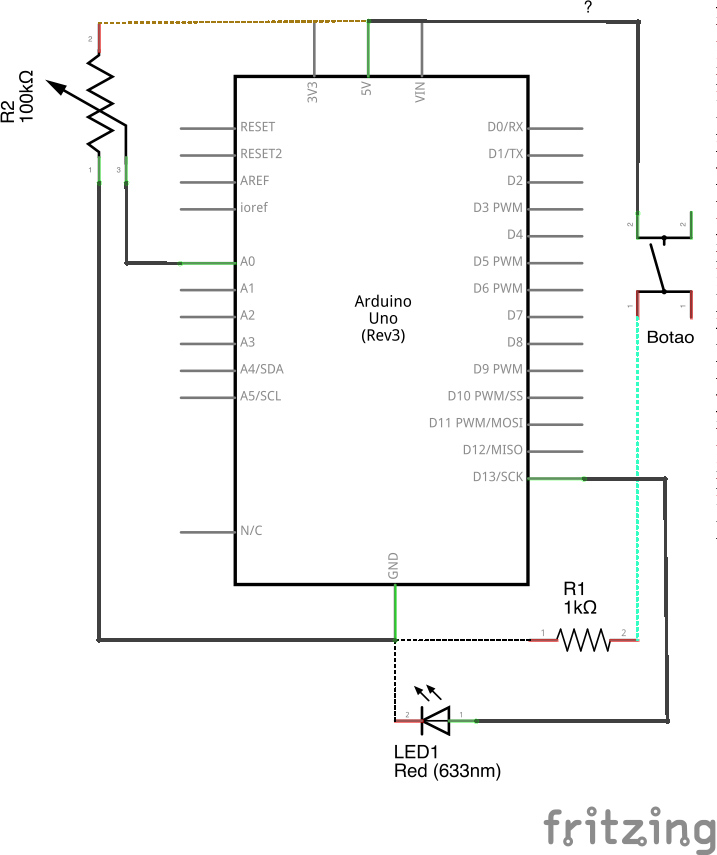 ?
2
R2
100kΩ
1
3
3V3
5V
VIN
RESET
RESET2
AREF
ioref
A0
A1
A2
A3
A4/SDA
A5/SCL
N/C
D0/RX
D1/TX
D2
D3 PWM
D4
D5 PWM
D6 PWM
D7
D8
D9 PWM
D10 PWM/SS
D11 PWM/MOSI
D12/MISO
D13/SCK
GND
Arduino
Uno
(Rev3)
2
2
1
1
Botao
R1
1kΩ
1
2
2
1
LED1
Red (633nm)
fritzing